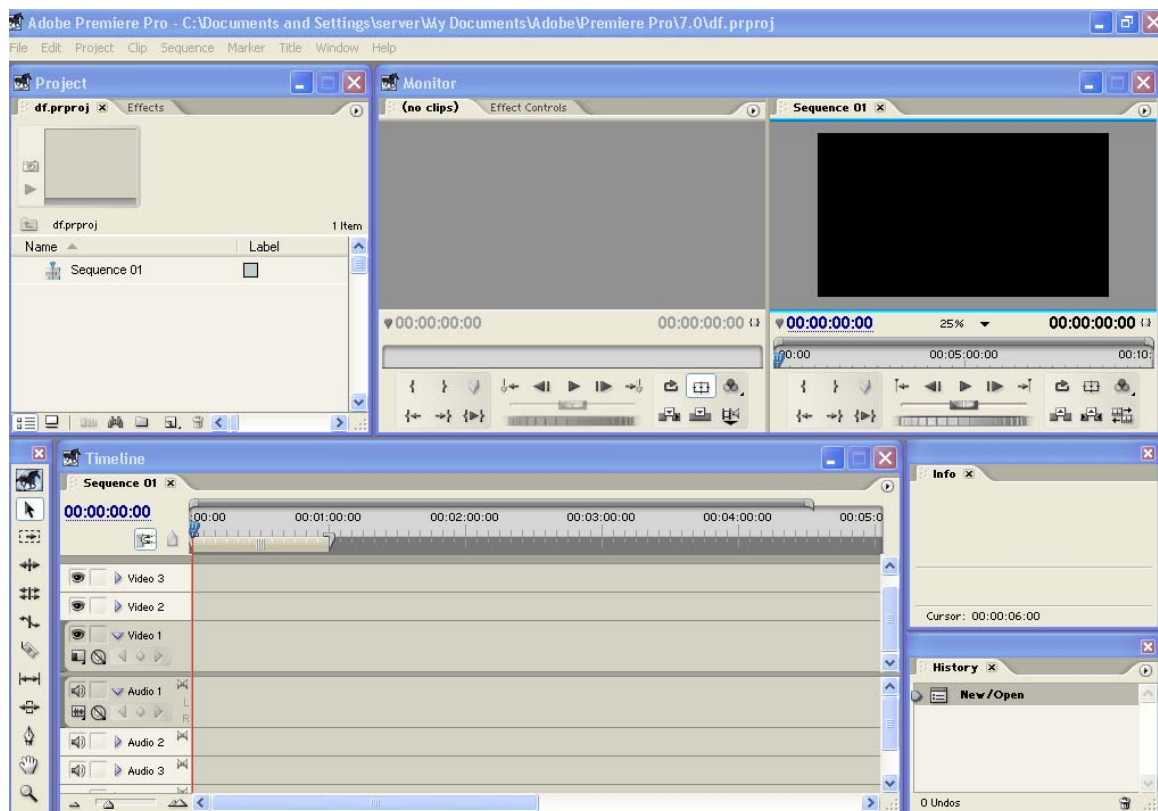 Adobe Premiere Pro - C:\Documents and Settings\server\My Documents\Adobe\Premiere Pro\7.0\df.prproj
File Edit Project Clip Sequence Marker Title Window Help
Project
df.prproj Effects
df.prproj 1 Item
Name Label
Sequence 01
Monitor
(no clips) Effect Controls
00:00:00:00 00:00:00:00
Sequence 01
00:00:00:00 25% 00:00:00:00
00:00 00:05:00:00 00:10:
Timeline
Sequence 01
00:00:00:00
:00:00 00:01:00:00 00:02:00:00 00:03:00:00 00:04:00:00 00:05:0
Video 3
Video 2
Video 1
Audio 1
L
R
Audio 2
Audio 3
Info
Cursor: 00:00:06:00
History
New/Open
0 Undos